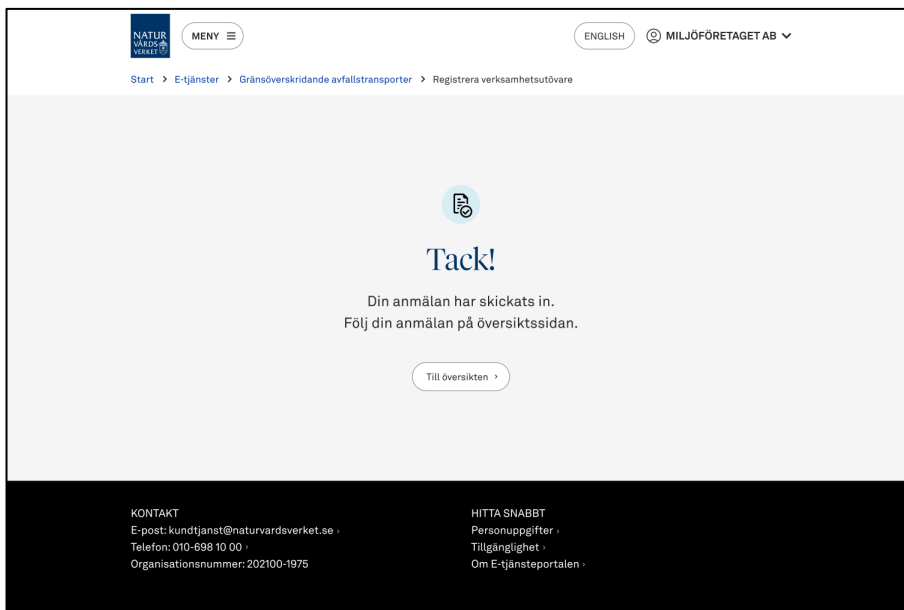 NATUR
VÅRDS
VERKET
MENY
ENGLISH
MILJÖFÖRETAGET AB
Start > E-tjänster > Gränsöverskridande avfallstransporter > Registrera verksamhetsutövare
Tack!
Din anmälan har skickats in.
Följ din anmälan på översiktssidan.
Till översikten ›
KONTAKT
E-post: kundtjanst@naturvardsverket.se ›
Telefon: 010-698 10 00 ›
Organisationsnummer: 202100-1975
HITTA SNABBT
Personuppgifter ›
Tillgänglighet ›
Om E-tjänsteportalen ›